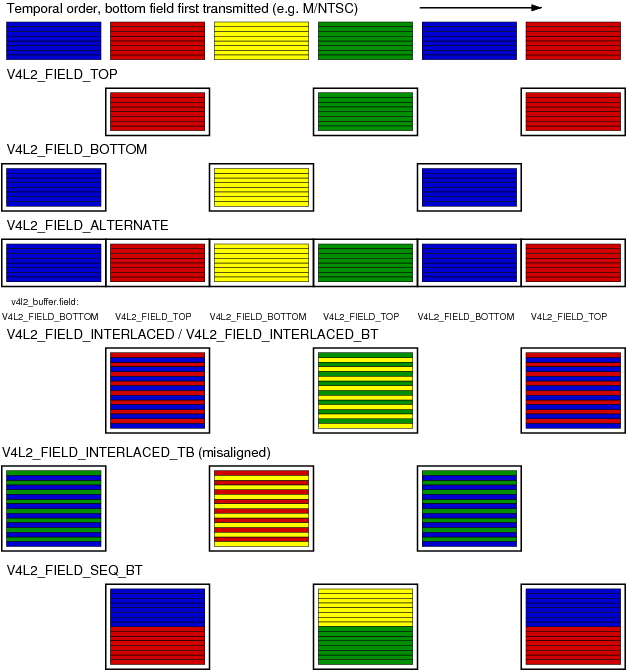 Temporal order, bottom field first transmitted (e.g. M/NTSC)
V4L2_FIELD_TOP
V4L2_FIELD_BOTTOM
V4L2_FIELD_ALTERNATE
v4l2_buffer.field:
V4L2_FIELD_BOTTOM V4L2_FIELD_TOP V4L2_FIELD_BOTTOM V4L2_FIELD_TOP V4L2_FIELD_BOTTOM V4L2_FIELD_TOP
V4L2_FIELD_INTERLACED / V4L2_FIELD_INTERLACED_BT
V4L2_FIELD_INTERLACED_TB (misaligned)
V4L2_FIELD_SEQ_BT